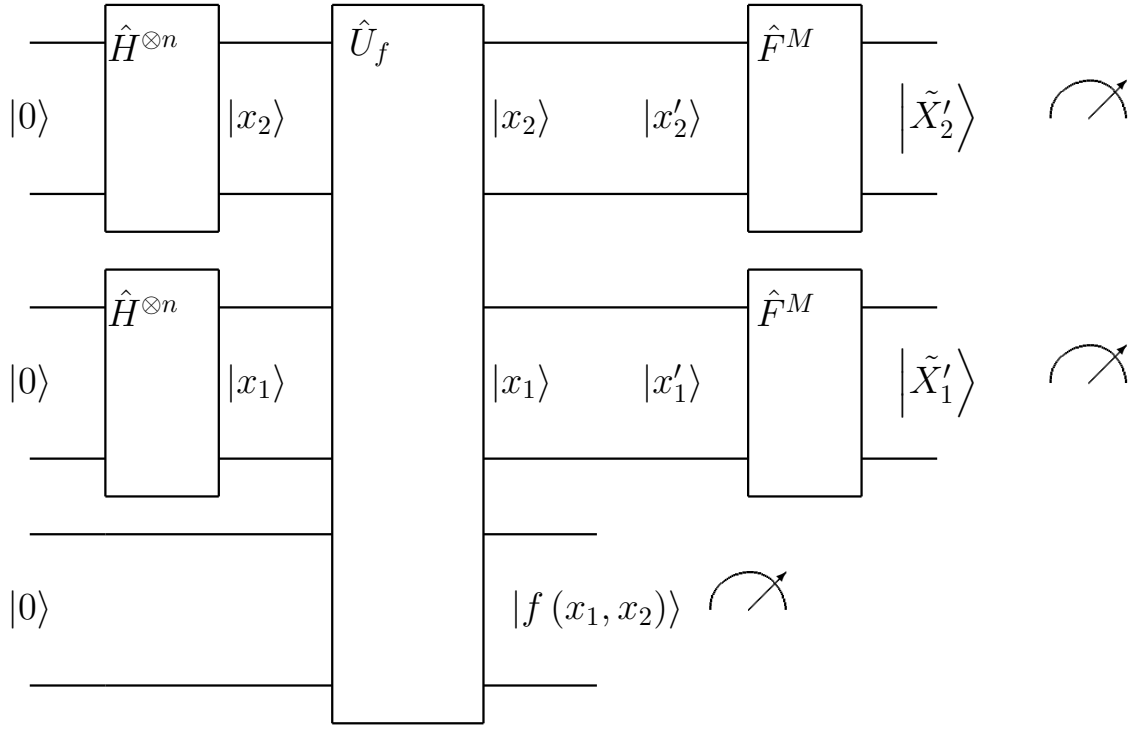 Ĥ^{⊗n} Û_f F̂^M
|0⟩ |x_2⟩ |x_2⟩ |x'_2⟩ |X̃'_2⟩
Ĥ^{⊗n} F̂^M
|0⟩ |x_1⟩ |x_1⟩ |x'_1⟩ |X̃'_1⟩
|0⟩ |f (x_1, x_2)⟩